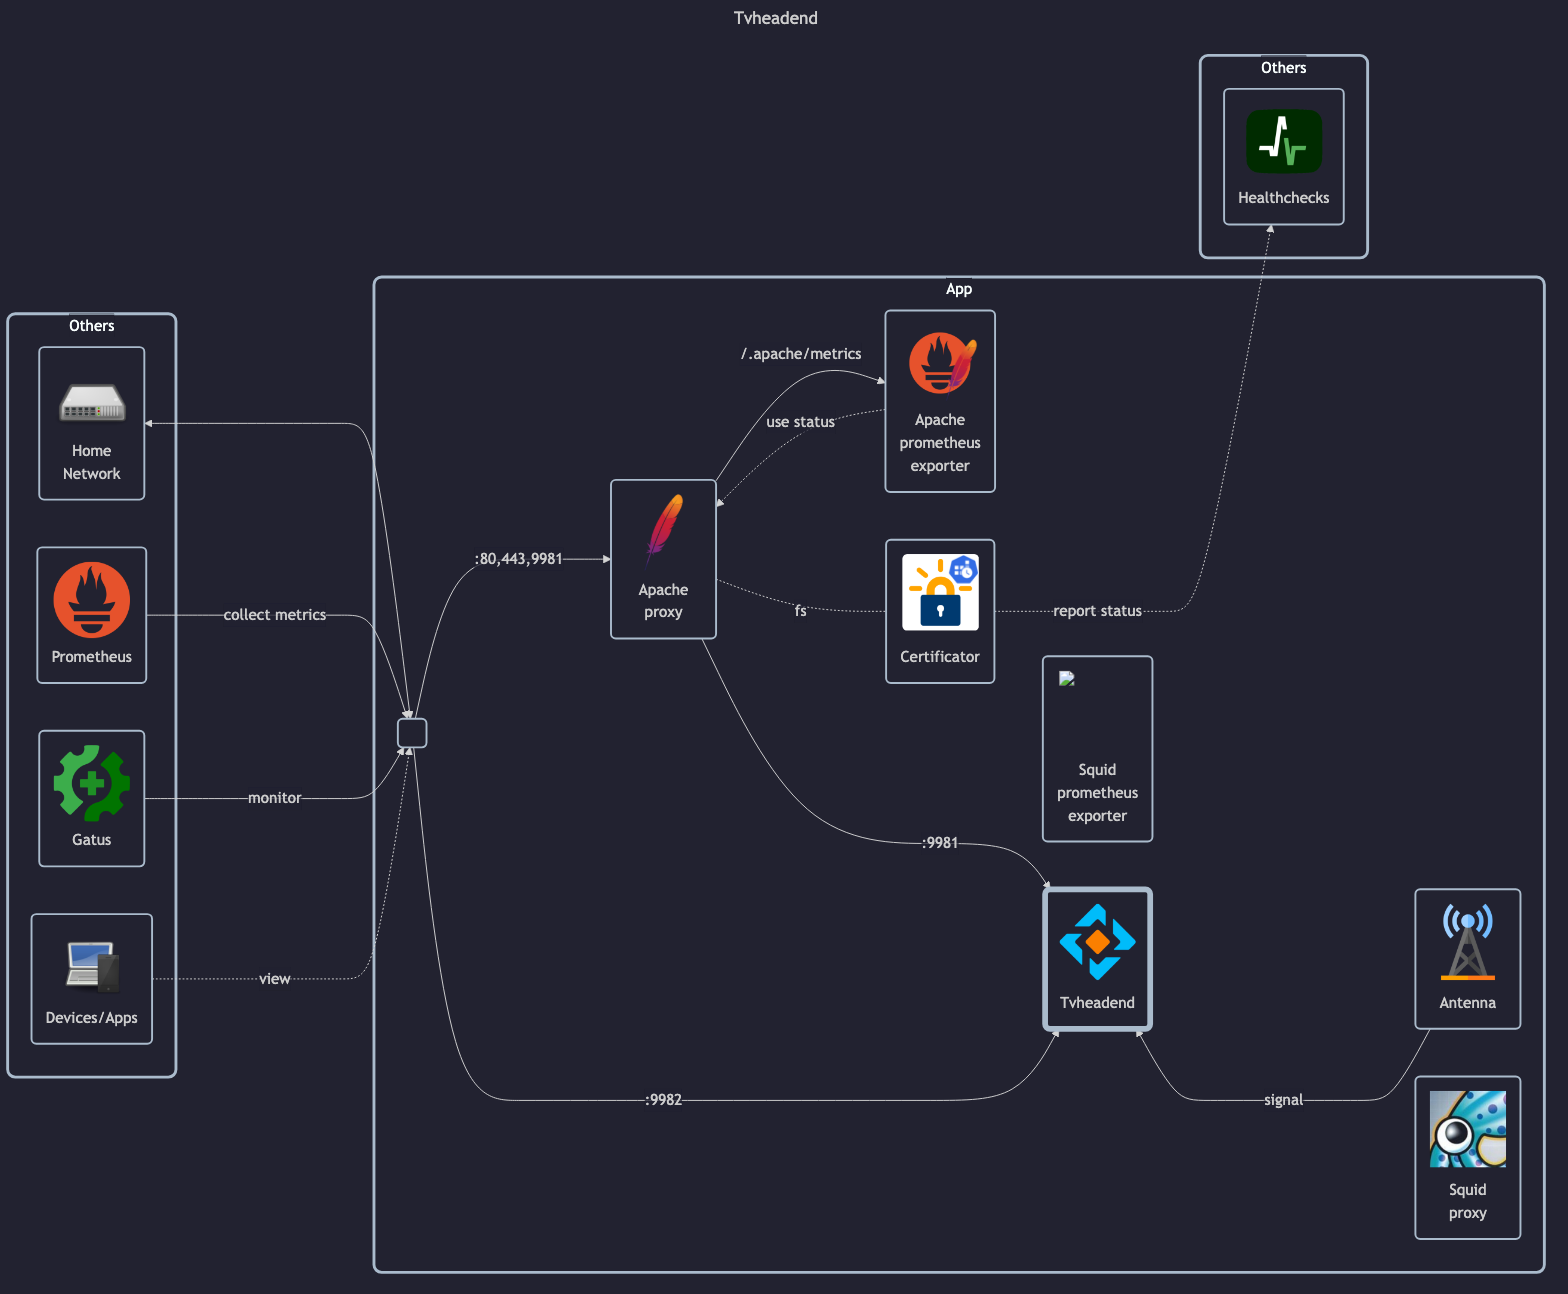 Tvheadend
Others
Healthchecks
App
Others
Home
Network
Prometheus
Gatus
Devices/Apps
collect metrics
monitor
view
:80,443,9981
Apache
proxy
/.apache/metrics
use status
Apache
prometheus
exporter
fs
Certificator
report status
Squid
prometheus
exporter
:9981
Tvheadend
:9982
signal
Antenna
Squid
proxy